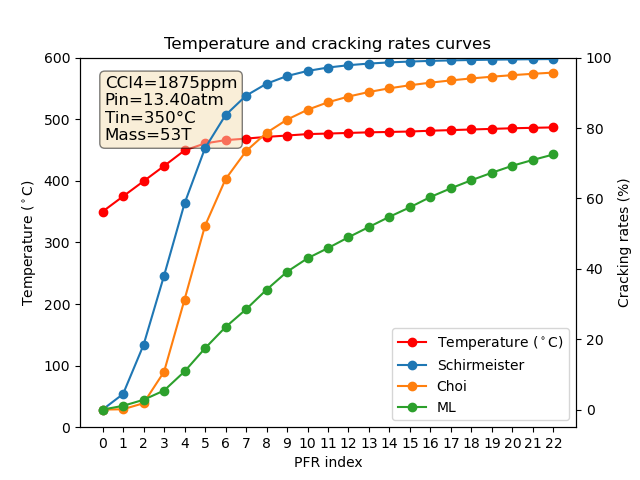 Temperature and cracking rates curves
CCl4=1875ppm
Pin=13.40atm
Tin=350°C
Mass=53T
600
500
400
300
200
100
0
Temperature (°C)
100
80
60
40
20
0
Cracking rates (%)
Temperature (°C)
Schirmeister
Choi
ML
0 1 2 3 4 5 6 7 8 9 10 11 12 13 14 15 16 17 18 19 20 21 22
PFR index